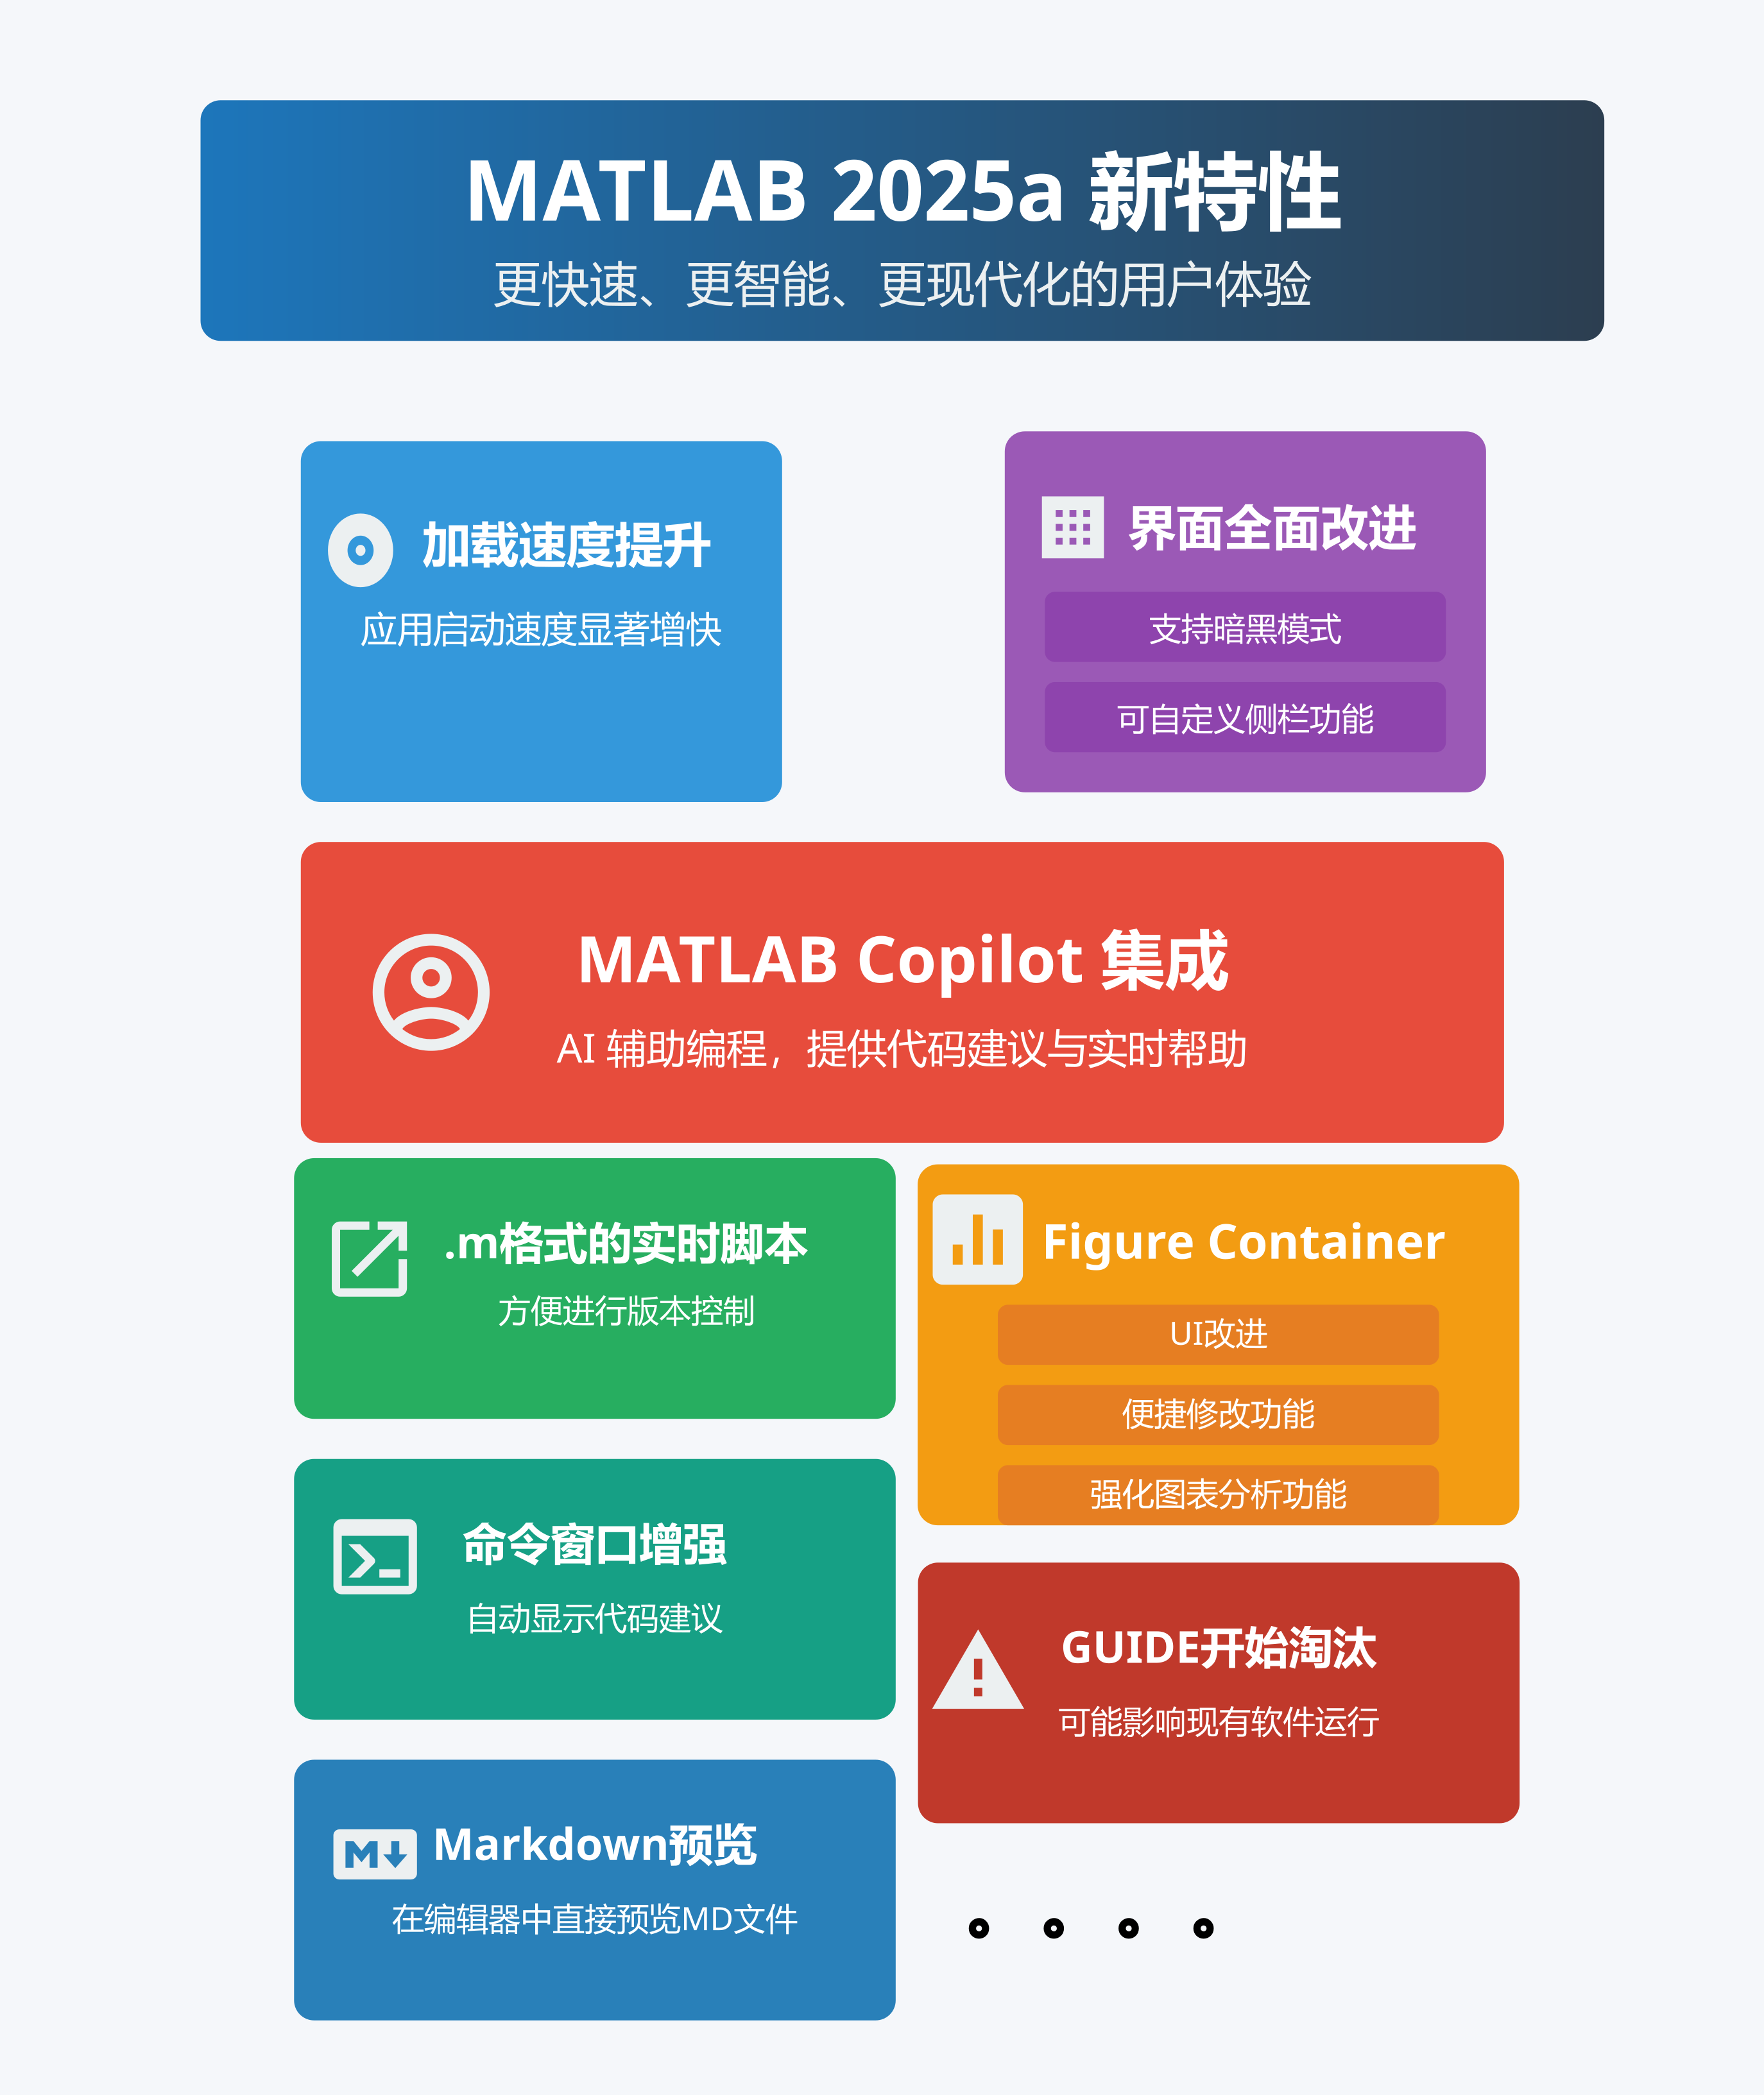 MATLAB 2025a 新特性
更快速、更智能、更现代化的用户体验
加载速度提升
应用启动速度显著增快
界面全面改进
支持暗黑模式
可自定义侧栏功能
MATLAB Copilot 集成
AI 辅助编程，提供代码建议与实时帮助
.m格式的实时脚本
方便进行版本控制
Figure Container
UI改进
便捷修改功能
强化图表分析功能
命令窗口增强
自动显示代码建议
GUIDE开始淘汰
可能影响现有软件运行
Markdown预览
在编辑器中直接预览MD文件